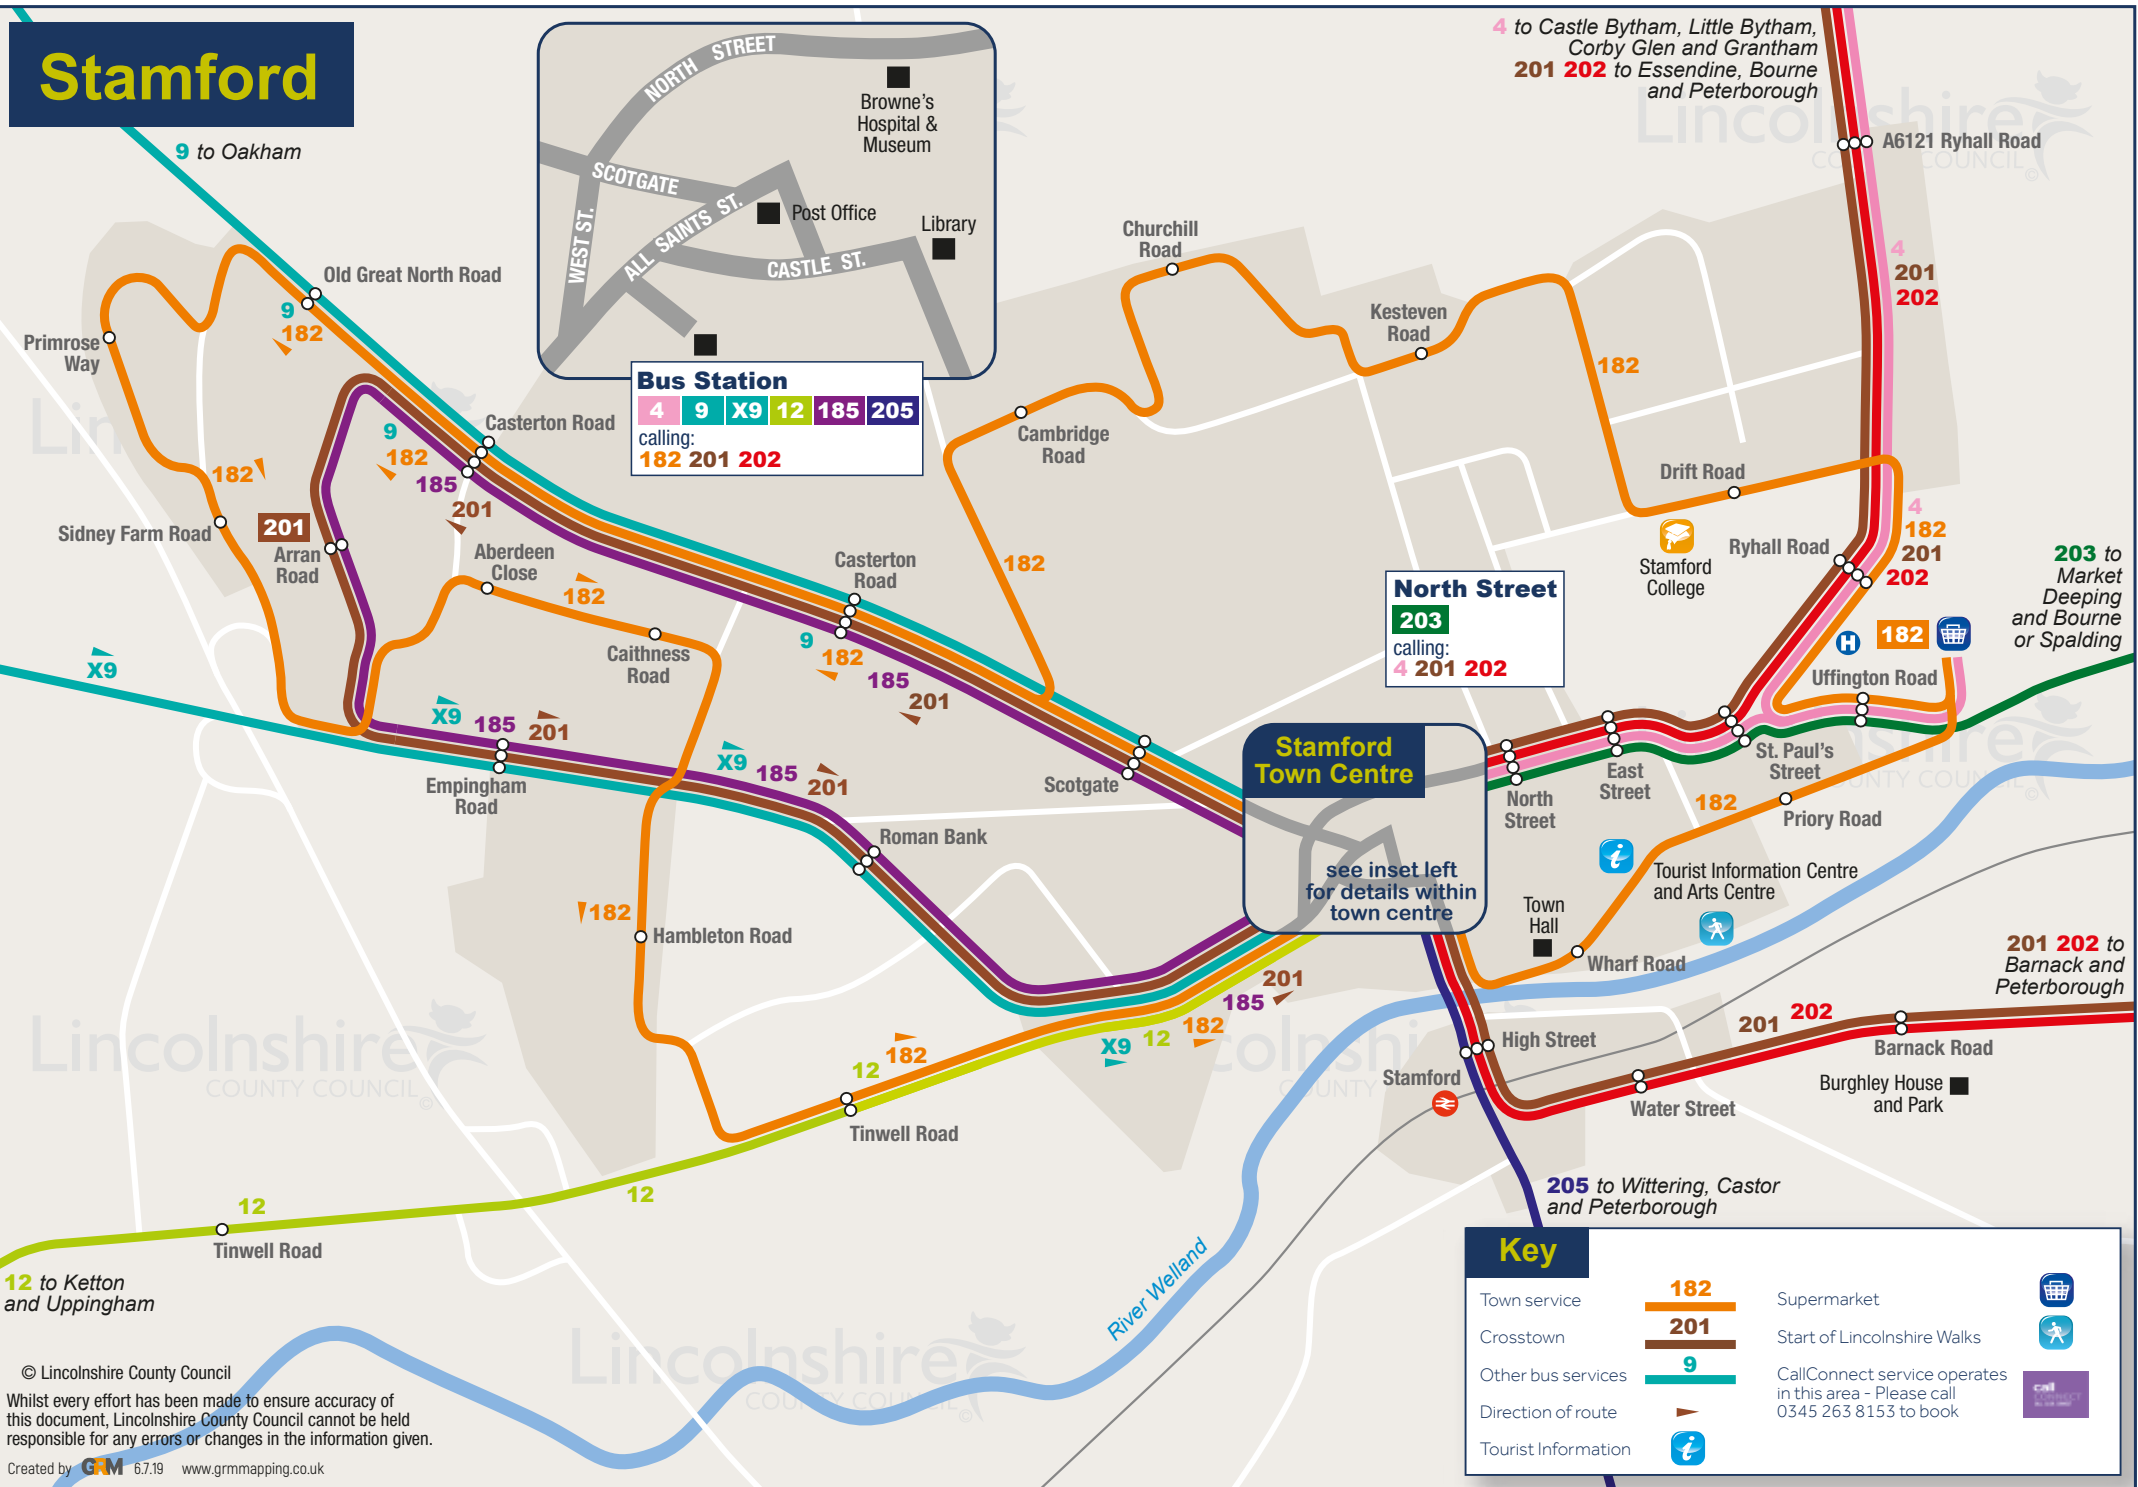 Stamford
9 to Oakham
NORTH STREET
Browne's
Hospital &
Museum
SCOTGATE
WEST ST.
ALL SAINTS ST.
Post Office
Library
CASTLE ST.
Bus Station
4 9 X9 12 185 205
calling:
182 201 202
4 to Castle Bytham, Little Bytham,
Corby Glen and Grantham
201 202 to Essendine, Bourne
and Peterborough
A6121 Ryhall Road
4
201
202
Old Great North Road
9
182
Primrose
Way
Casterton Road
9
182
185
201
182
Sidney Farm Road
201
Arran
Road
Aberdeen
Close
182
Caithness
Road
Casterton
Road
9
182
185
201
Churchill
Road
Kesteven
Road
182
Cambridge
Road
182
Drift Road
Stamford
College
Ryhall Road
4
182
201
202
203 to
Market
Deeping
and Bourne
or Spalding
182
H
Uffington Road
North Street
203
calling:
4 201 202
X9
X9
185
201
Empingham
Road
X9
185
201
Roman Bank
Scotgate
Stamford
Town Centre
see inset left
for details within
town centre
North
Street
East
Street
St. Paul's
Street
182
Priory Road
Tourist Information Centre
and Arts Centre
Town
Hall
Wharf Road
182
Hambleton Road
201
185
182
12
X9
182
12
Tinwell Road
High Street
Stamford
201
202
201 202 to
Barnack and
Peterborough
Barnack Road
Water Street
Burghley House
and Park
12
12
Tinwell Road
12 to Ketton
and Uppingham
205 to Wittering, Castor
and Peterborough
River Welland
Key
Town service
182
Crosstown
201
Other bus services
9
Direction of route
Tourist Information
Supermarket
Start of Lincolnshire Walks
CallConnect service operates
in this area - Please call
0345 263 8153 to book
call
CONNECT
© Lincolnshire County Council
Whilst every effort has been made to ensure accuracy of
this document, Lincolnshire County Council cannot be held
responsible for any errors or changes in the information given.
Created by GRM 6.7.19 www.grmmapping.co.uk
Lincolnshire
COUNTY COUNCIL ©
Lincolnshire
COUNTY COUNCIL ©
Lincolnshire
COUNTY COUNCIL ©